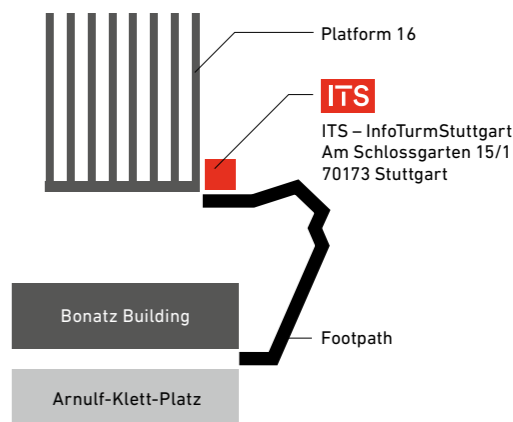 Platform 16
ITS
ITS – InfoTurmStuttgart
Am Schlossgarten 15/1
70173 Stuttgart
Bonatz Building
Footpath
Arnulf-Klett-Platz